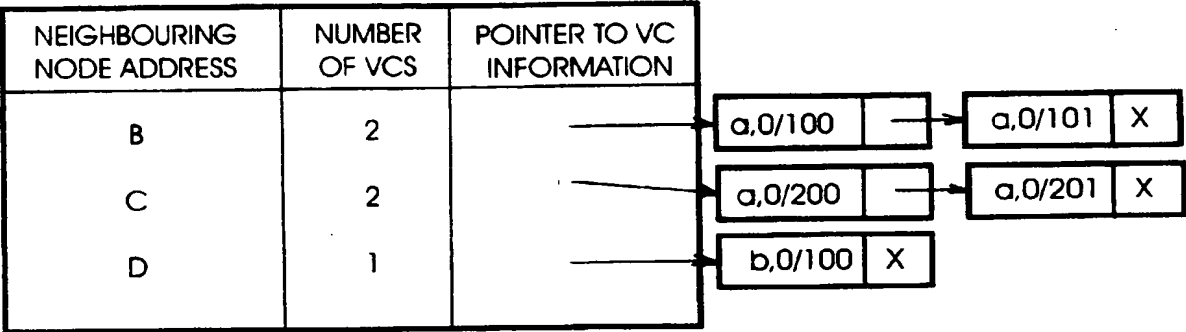 NEIGHBOURING NODE ADDRESS
NUMBER OF VCS
POINTER TO VC INFORMATION
B 2 a,0/100 a,0/101 X
C 2 a,0/200 a,0/201 X
D 1 b,0/100 X